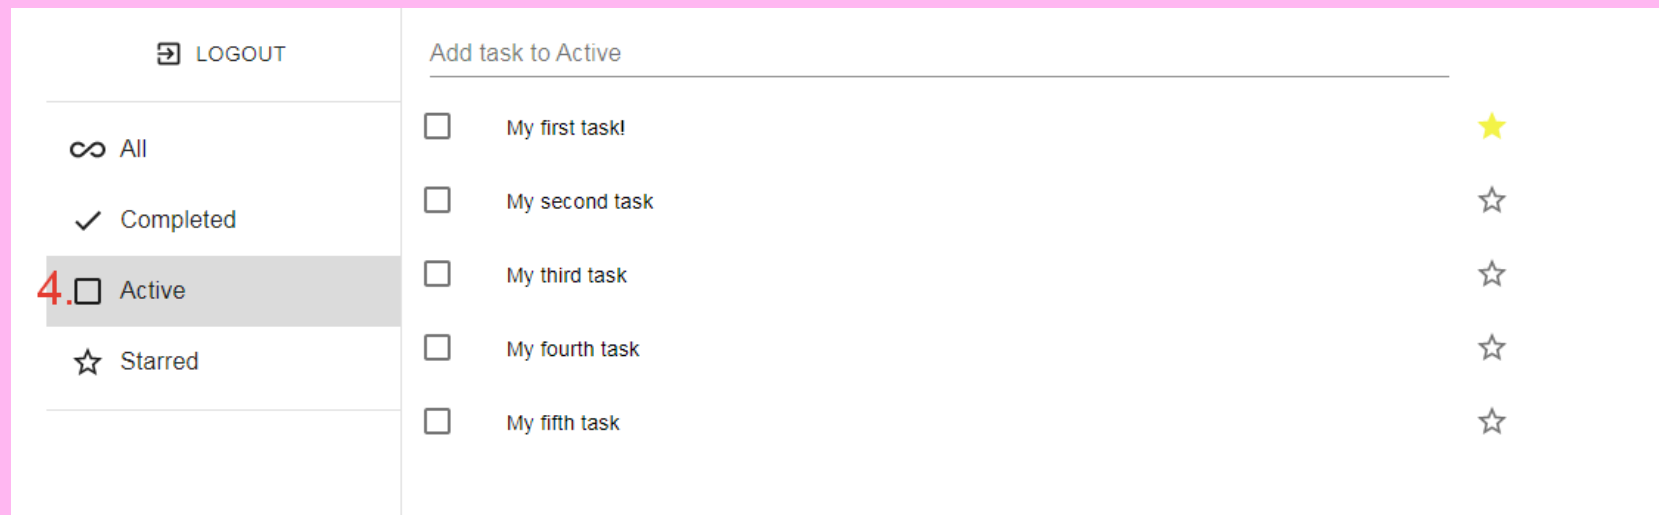 LOGOUT
All
Completed
4. Active
Starred
Add task to Active
My first task!
My second task
My third task
My fourth task
My fifth task